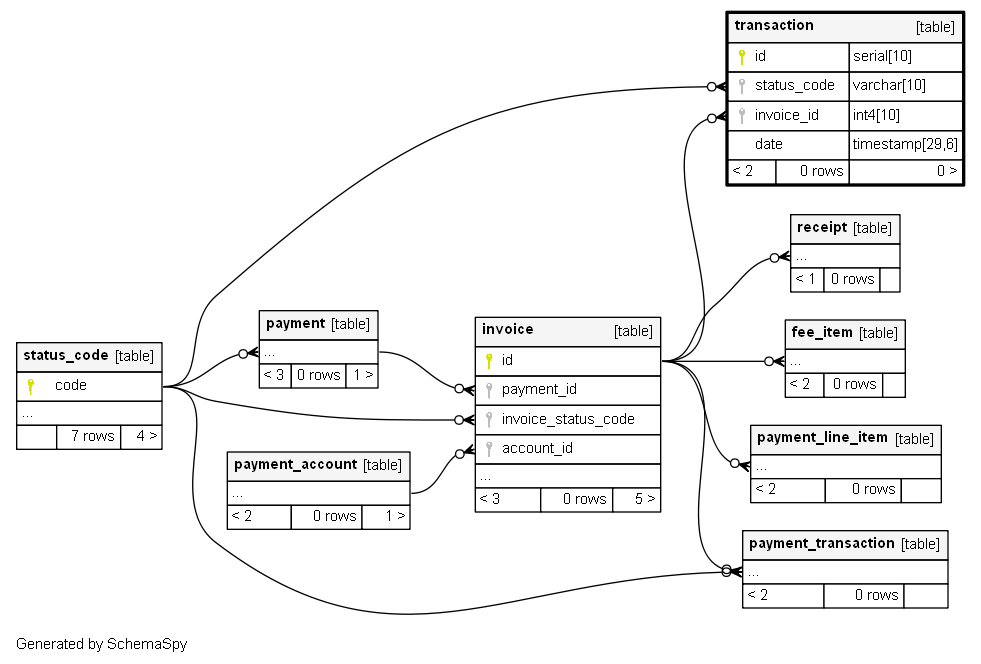 transaction [table]
id serial[10]
status_code varchar[10]
invoice_id int4[10]
date timestamp[29,6]
< 2 0 rows 0 >
receipt [table]
...
< 1 0 rows
payment [table]
...
< 3 0 rows 1 >
invoice [table]
id
payment_id
invoice_status_code
account_id
...
< 3 0 rows 5 >
fee_item [table]
...
< 2 0 rows
status_code [table]
code
...
7 rows 4 >
payment_account [table]
...
< 2 0 rows 1 >
payment_line_item [table]
...
< 2 0 rows
payment_transaction [table]
...
< 2 0 rows
Generated by SchemaSpy